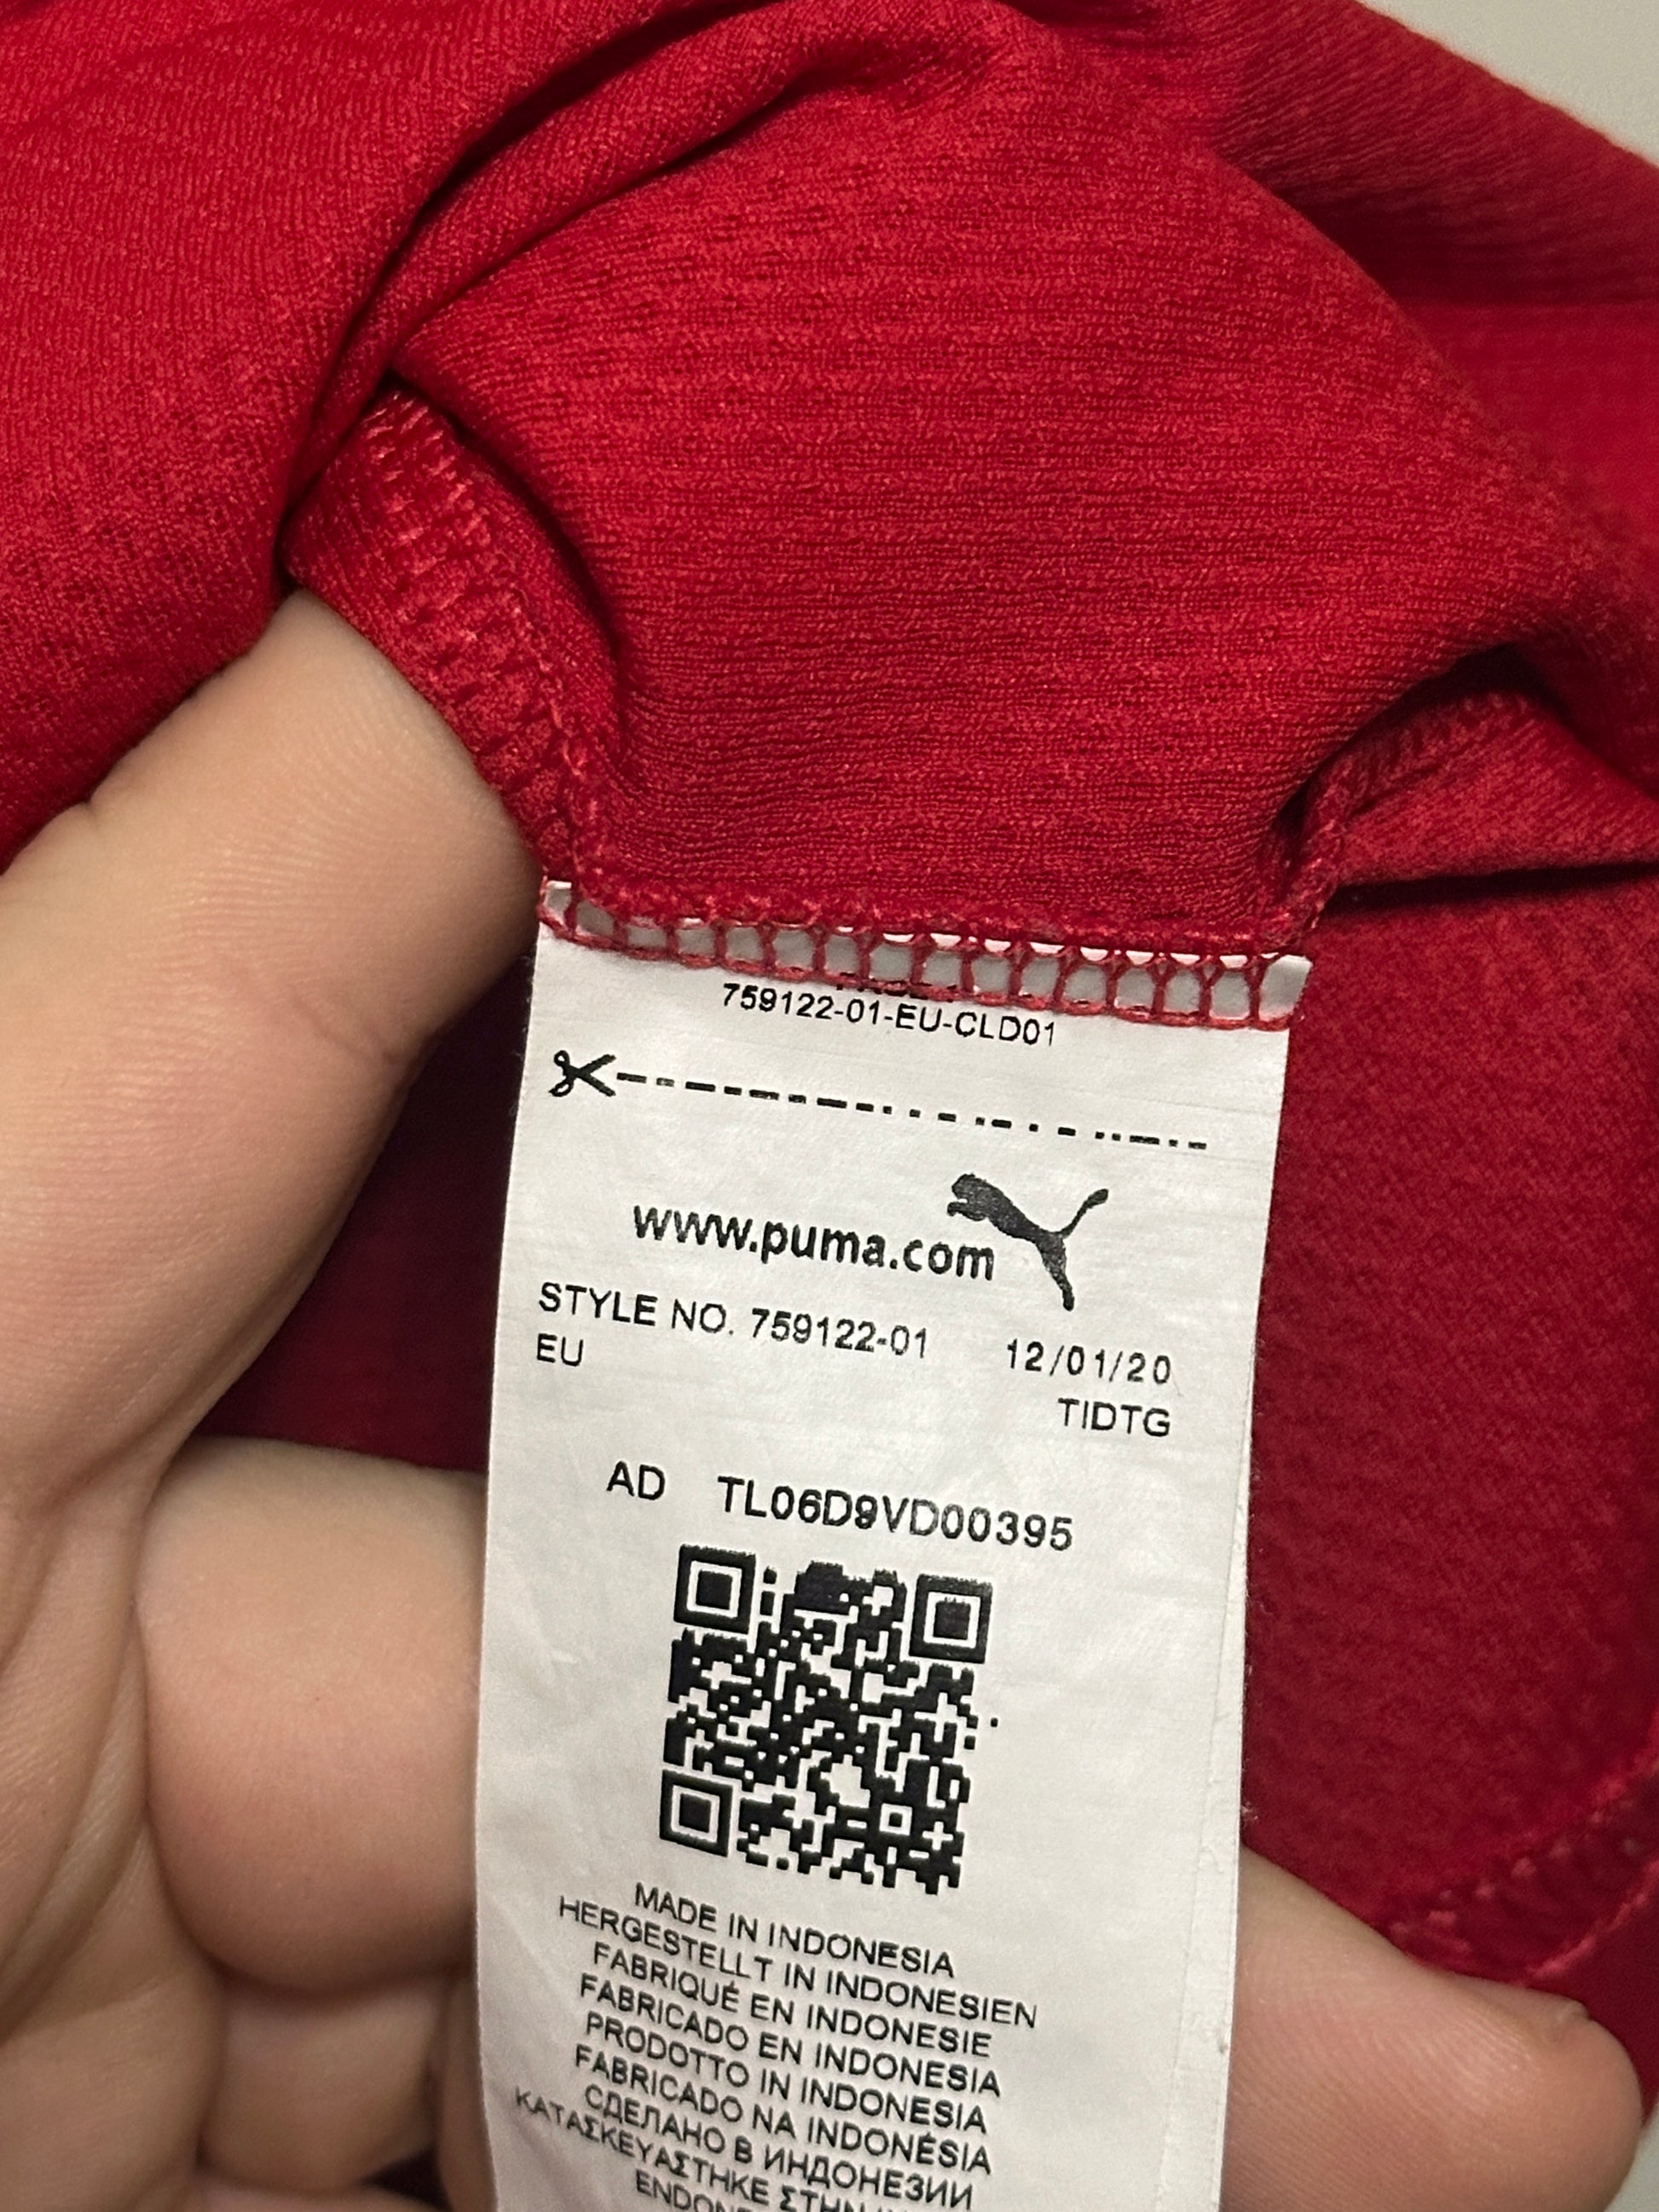 759122-01-EU-CLD01
www.puma.com
STYLE NO. 759122-01 12/01/20
EU TIDTG
AD TL06D9VD00395
MADE IN INDONESIA
HERGESTELLT IN INDONESIEN
FABRIQUÉ EN INDONESIE
FABRICADO EN INDONESIA
PRODOTTO IN INDONESIA
FABRICADO NA INDONÉSIA
СДЕЛАНО В ИНДОНЕЗИИ
ΚΑΤΑΣΚΕΥΑΣΤΗΚΕ ΣΤΗΝ